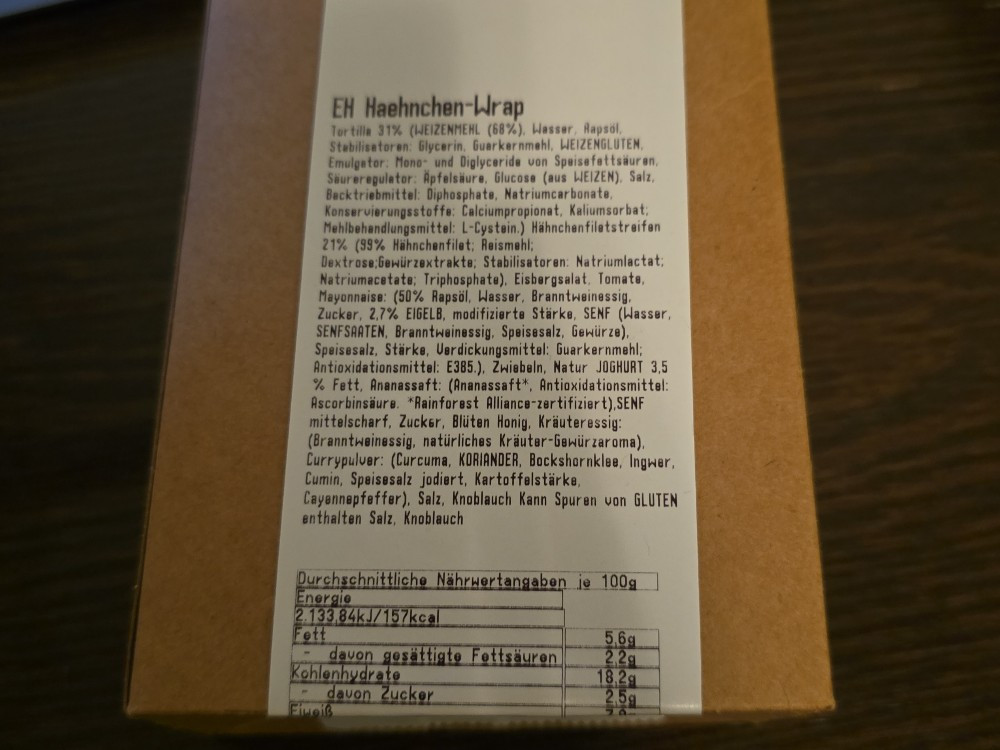 EH Haehnchen-Wrap
Tortilla 31% (WEIZENMEHL (68%), Wasser, Rapsöl,
Stabilisatoren: Glycerin, Guarkernmehl, WEIZENGLUTEN,
Emulgator: Mono- und Diglyceride von Speisefettsäuren,
Säureregulator: Äpfelsäure, Glucose (aus WEIZEN), Salz,
Backtriebmittel: Diphosphate, Natriumcarbonate,
Konservierungsstoffe: Calciumpropionat, Kaliumsorbat;
Mehlbehandlungsmittel: L-Cystein.) Hähnchenfiletstreifen
21% (99% Hähnchenfilet; Reismehl;
Dextrose;Gewürzextrakte; Stabilisatoren: Natriumlactat;
Natriumacetate; Triphosphate), Eisbergsalat, Tomate,
Mayonnaise: (50% Rapsöl, Wasser, Branntweinessig,
Zucker, 2,7% EIGELB, modifizierte Stärke, SENF (Wasser,
SENFSAATEN, Branntweinessig, Speisesalz, Gewürze),
Speisesalz, Stärke, Verdickungsmittel: Guarkernmehl;
Antioxidationsmittel: E385.), Zwiebeln, Natur JOGHURT 3,5
% Fett, Ananassaft: (Ananassaft*, Antioxidationsmittel:
Ascorbinsäure. *Rainforest Alliance-zertifiziert),SENF
mittelscharf, Zucker, Blüten Honig, Kräuteressig:
(Branntweinessig, natürliches Kräuter-Gewürzaroma),
Currypulver: (Curcuma, KORIANDER, Bockshornklee, Ingwer,
Cumin, Speisesalz jodiert, Kartoffelstärke,
Cayennepfeffer), Salz, Knoblauch Kann Spuren von GLUTEN
enthalten Salz, Knoblauch
Durchschnittliche Nährwertangaben je 100g
Energie
2.133,84kJ/157kcal
Fett 5,6g
- davon gesättigte Fettsäuren 2,2g
Kohlenhydrate 18,2g
- davon Zucker 2,5g
Eiweiß